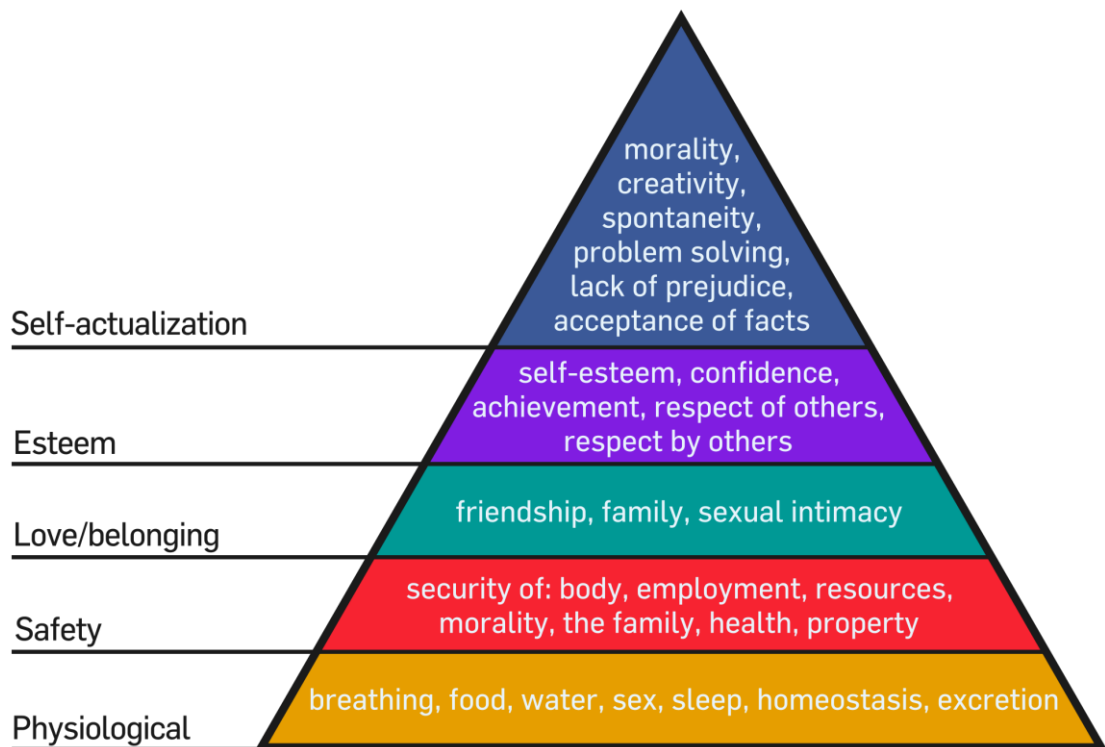 morality,
creativity,
spontaneity,
problem solving,
lack of prejudice,
acceptance of facts
Self-actualization
self-esteem, confidence,
achievement, respect of others,
respect by others
Esteem
friendship, family, sexual intimacy
Love/belonging
security of: body, employment, resources,
morality, the family, health, property
Safety
breathing, food, water, sex, sleep, homeostasis, excretion
Physiological